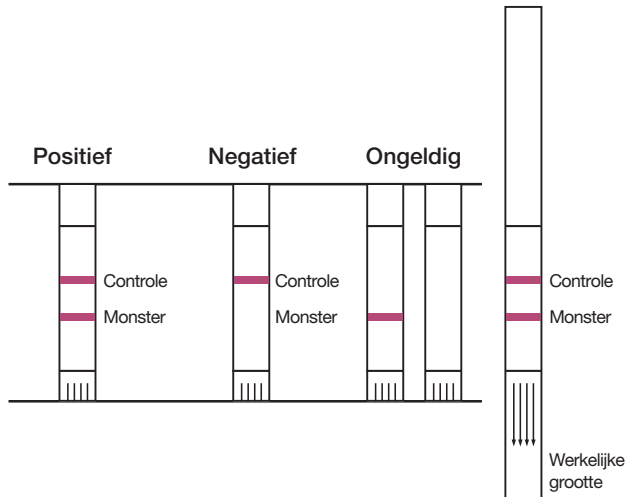 Positief
Negatief
Ongeldig
Controle
Controle
Controle
Monster
Monster
Monster
Werkelijke
grootte